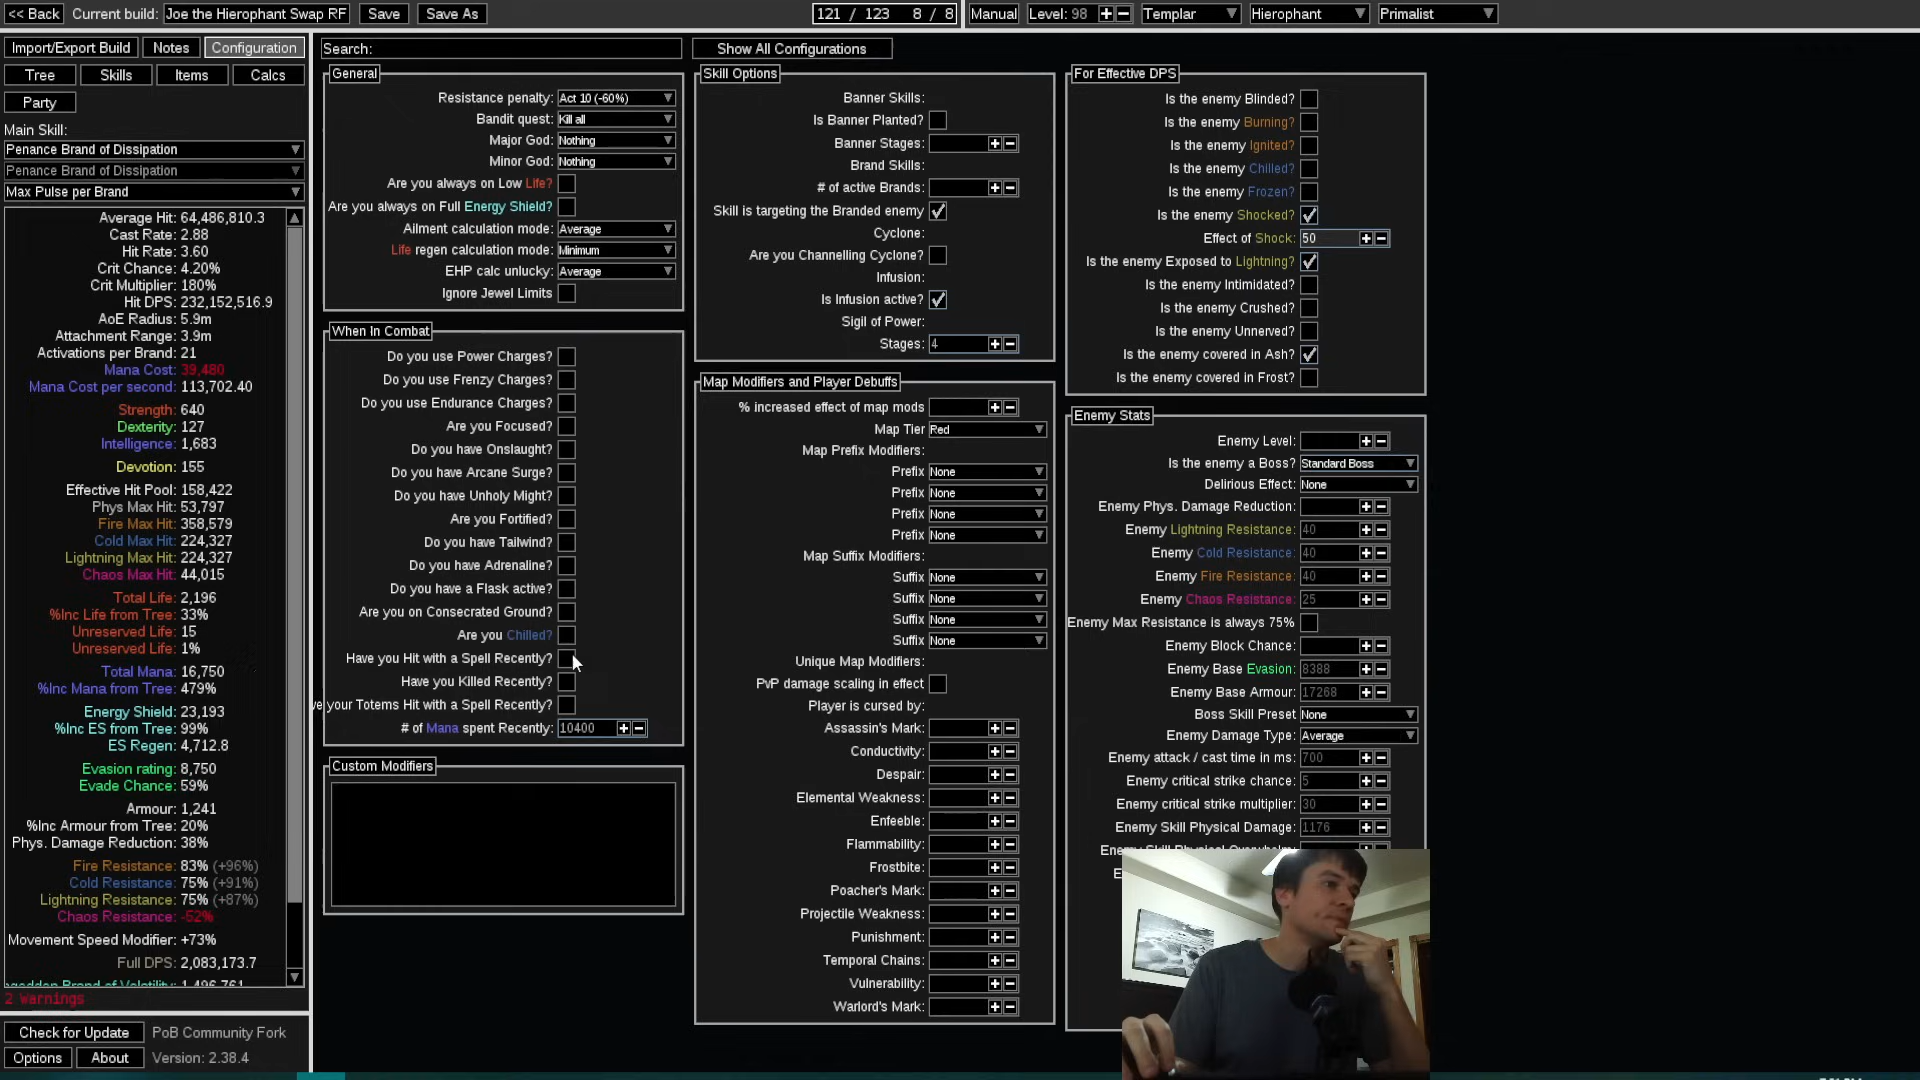 << Back
Current build: Joe the Hierophant Swap RF
Save
Save As
121 / 123 8 / 8
Manual
Level: 98
Templar
Hierophant
Primalist
Import/Export Build
Notes
Configuration
Tree
Skills
Items
Calcs
Party
Main Skill:
Penance Brand of Dissipation
Penance Brand of Dissipation
Max Pulse per Brand
Average Hit: 64,486,810.3
Cast Rate: 2.88
Hit Rate: 3.60
Crit Chance: 4.20%
Crit Multiplier: 180%
Hit DPS: 232,152,516.9
AoE Radius: 5.9m
Attachment Range: 3.9m
Activations per Brand: 21
Mana Cost: 39,480
Mana Cost per second: 113,702.40
Strength: 640
Dexterity: 127
Intelligence: 1,683
Devotion: 155
Effective Hit Pool: 158,422
Phys Max Hit: 53,797
Fire Max Hit: 358,579
Cold Max Hit: 224,327
Lightning Max Hit: 224,327
Chaos Max Hit: 44,015
Total Life: 2,196
%Inc Life from Tree: 33%
Unreserved Life: 15
Unreserved Life: 1%
Total Mana: 16,750
%Inc Mana from Tree: 479%
Energy Shield: 23,193
%Inc ES from Tree: 99%
ES Regen: 4,712.8
Evasion rating: 8,750
Evade Chance: 59%
Armour: 1,241
%Inc Armour from Tree: 20%
Phys. Damage Reduction: 38%
Fire Resistance: 83% (+96%)
Cold Resistance: 75% (+91%)
Lightning Resistance: 75% (+87%)
Chaos Resistance: -52%
Movement Speed Modifier: +73%
Full DPS: 2,083,173.7
2 Warnings
Check for Update
PoB Community Fork
Options
About
Version: 2.38.4
Search:
Show All Configurations
General
Resistance penalty: Act 10 (-60%)
Bandit quest: Kill all
Major God: Nothing
Minor God: Nothing
Are you always on Low Life?
Are you always on Full Energy Shield?
Ailment calculation mode: Average
Life regen calculation mode: Minimum
EHP calc unlucky: Average
Ignore Jewel Limits
When In Combat
Do you use Power Charges?
Do you use Frenzy Charges?
Do you use Endurance Charges?
Are you Focused?
Do you have Onslaught?
Do you have Arcane Surge?
Do you have Unholy Might?
Are you Fortified?
Do you have Tailwind?
Do you have Adrenaline?
Do you have a Flask active?
Are you on Consecrated Ground?
Are you Chilled?
Have you Hit with a Spell Recently?
Have you Killed Recently?
your Totems Hit with a Spell Recently?
# of Mana spent Recently: 10400
Custom Modifiers
Skill Options
Banner Skills:
Is Banner Planted?
Banner Stages:
Brand Skills:
# of active Brands:
Skill is targeting the Branded enemy
Cyclone:
Are you Channelling Cyclone?
Infusion:
Is Infusion active?
Sigil of Power:
Stages: 4
Map Modifiers and Player Debuffs
% increased effect of map mods
Map Tier Red
Map Prefix Modifiers:
Prefix None
Prefix None
Prefix None
Prefix None
Map Suffix Modifiers:
Suffix None
Suffix None
Suffix None
Suffix None
Unique Map Modifiers:
PvP damage scaling in effect
Player is cursed by:
Assassin's Mark:
Conductivity:
Despair:
Elemental Weakness:
Enfeeble:
Flammability:
Frostbite:
Poacher's Mark:
Projectile Weakness:
Punishment:
Temporal Chains:
Vulnerability:
Warlord's Mark:
For Effective DPS
Is the enemy Blinded?
Is the enemy Burning?
Is the enemy Ignited?
Is the enemy Chilled?
Is the enemy Frozen?
Is the enemy Shocked?
Effect of Shock: 50
Is the enemy Exposed to Lightning?
Is the enemy Intimidated?
Is the enemy Crushed?
Is the enemy Unnerved?
Is the enemy covered in Ash?
Is the enemy covered in Frost?
Enemy Stats
Enemy Level:
Is the enemy a Boss? Standard Boss
Delirious Effect: None
Enemy Phys. Damage Reduction:
Enemy Lightning Resistance: 40
Enemy Cold Resistance: 40
Enemy Fire Resistance: 40
Enemy Chaos Resistance: 25
Enemy Max Resistance is always 75%
Enemy Block Chance:
Enemy Base Evasion: 8388
Enemy Base Armour: 17268
Boss Skill Preset None
Enemy Damage Type: Average
Enemy attack / cast time in ms: 700
Enemy critical strike chance: 5
Enemy critical strike multiplier: 30
Enemy Skill Physical Damage: 1176